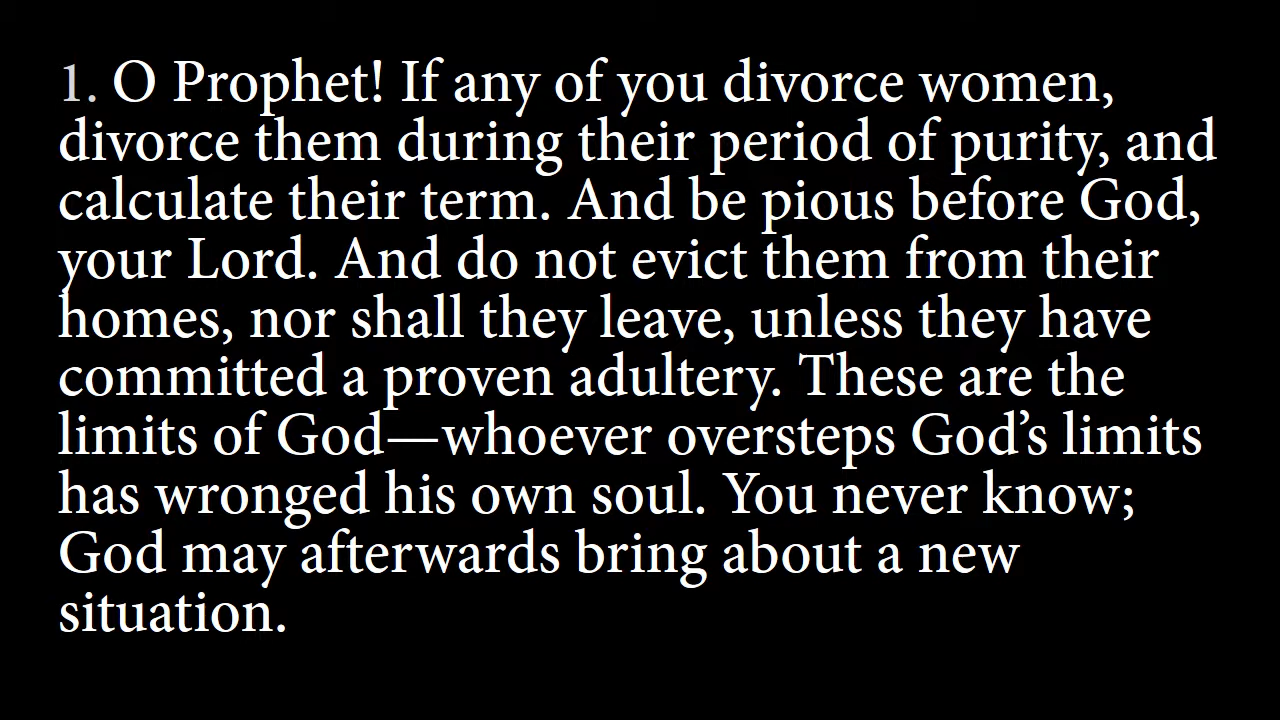 1. O Prophet! If any of you divorce women,
divorce them during their period of purity, and
calculate their term. And be pious before God,
your Lord. And do not evict them from their
homes, nor shall they leave, unless they have
committed a proven adultery. These are the
limits of God—whoever oversteps God’s limits
has wronged his own soul. You never know;
God may afterwards bring about a new
situation.